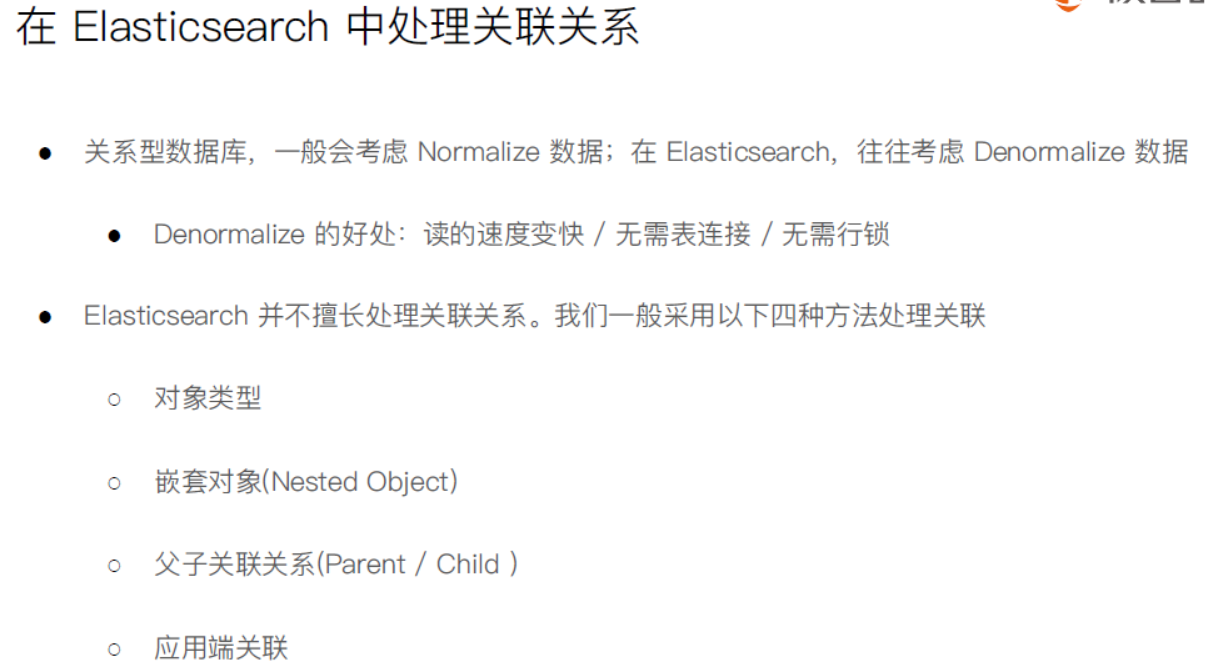 在 Elasticsearch 中处理关联关系
● 关系型数据库，一般会考虑 Normalize 数据；在 Elasticsearch，往往考虑 Denormalize 数据
● Denormalize 的好处：读的速度变快 / 无需表连接 / 无需行锁
● Elasticsearch 并不擅长处理关联关系。我们一般采用以下四种方法处理关联
○ 对象类型
○ 嵌套对象(Nested Object)
○ 父子关联关系(Parent / Child )
○ 应用端关联